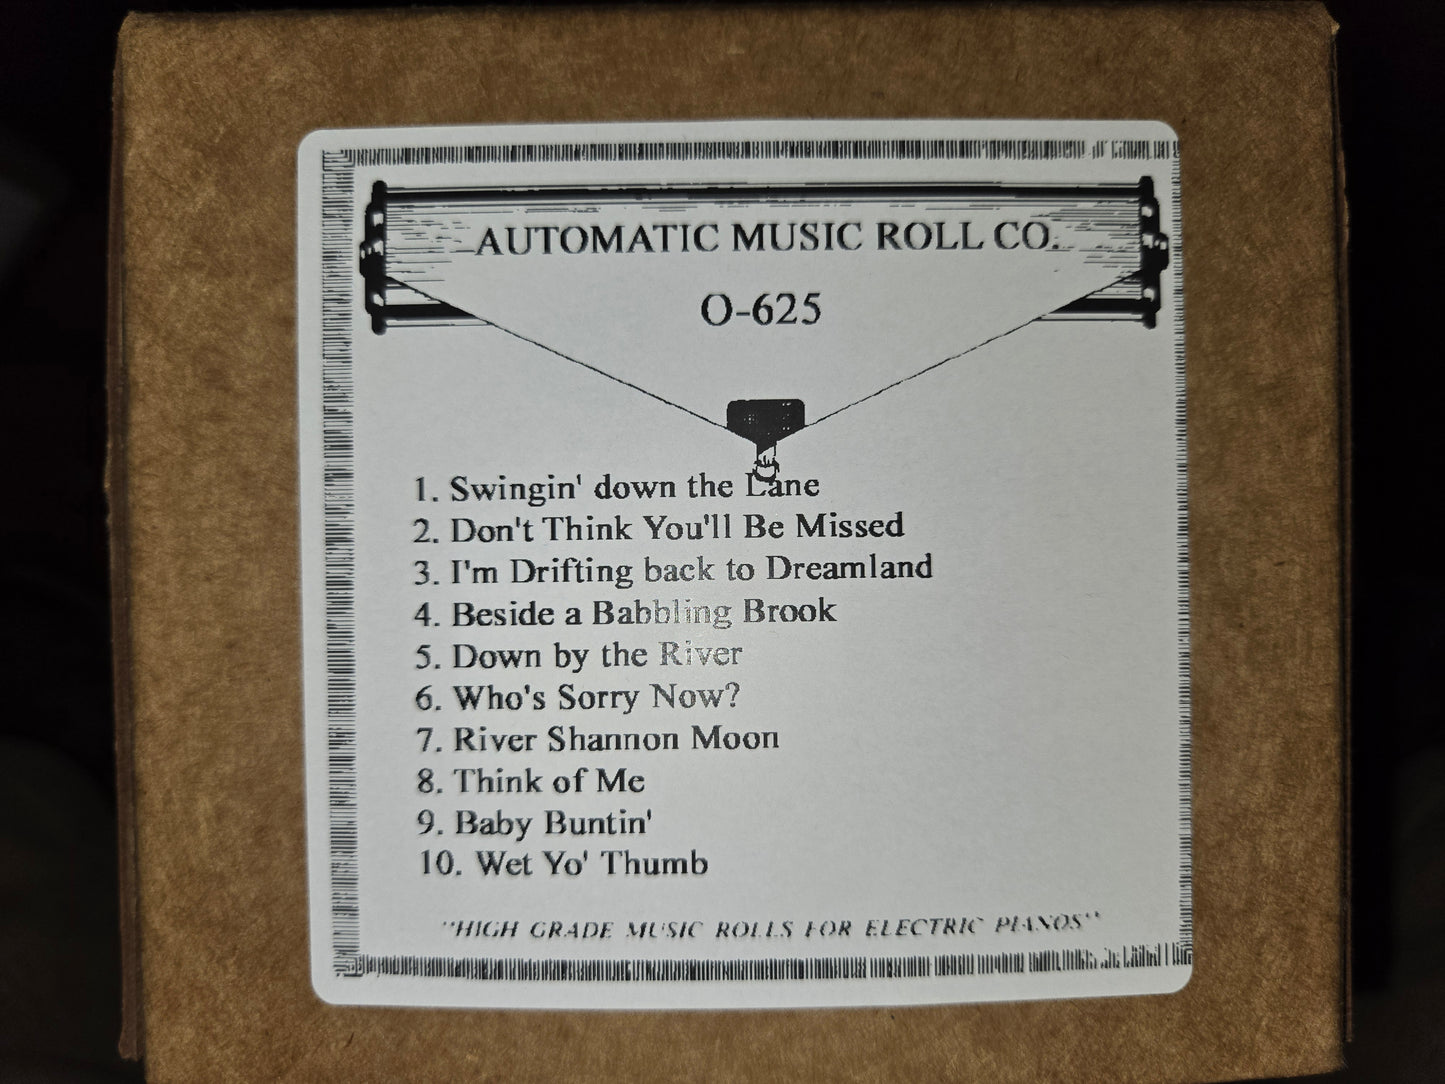 AUTOMATIC MUSIC ROLL CO.
O-625
1. Swingin' down the Lane
2. Don't Think You'll Be Missed
3. I'm Drifting back to Dreamland
4. Beside a Babbling Brook
5. Down by the River
6. Who's Sorry Now?
7. River Shannon Moon
8. Think of Me
9. Baby Buntin'
10. Wet Yo' Thumb
"HIGH GRADE MUSIC ROLLS FOR ELECTRIC PIANOS"